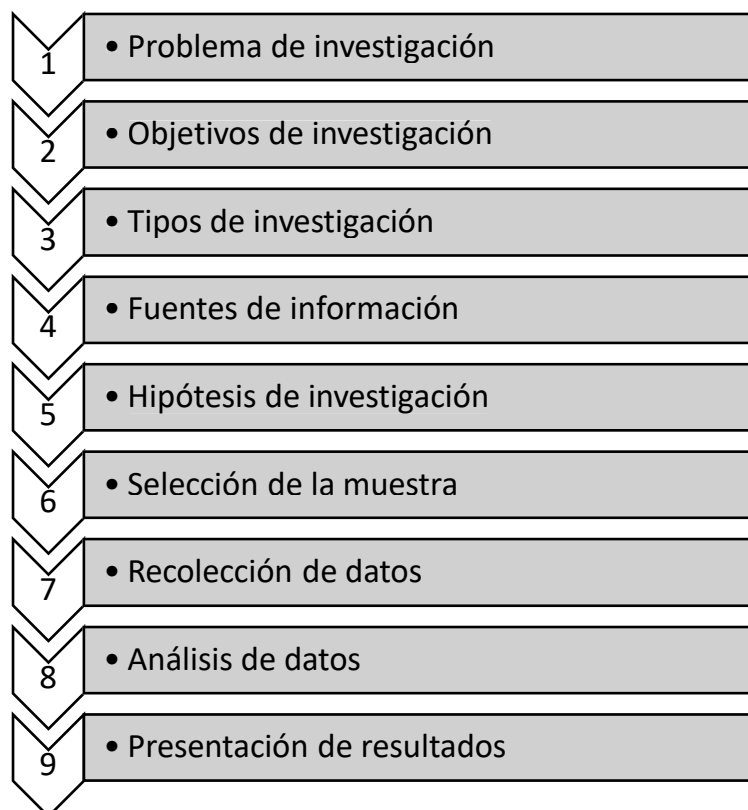 1 • Problema de investigación
2 • Objetivos de investigación
3 • Tipos de investigación
4 • Fuentes de información
5 • Hipótesis de investigación
6 • Selección de la muestra
7 • Recolección de datos
8 • Análisis de datos
9 • Presentación de resultados